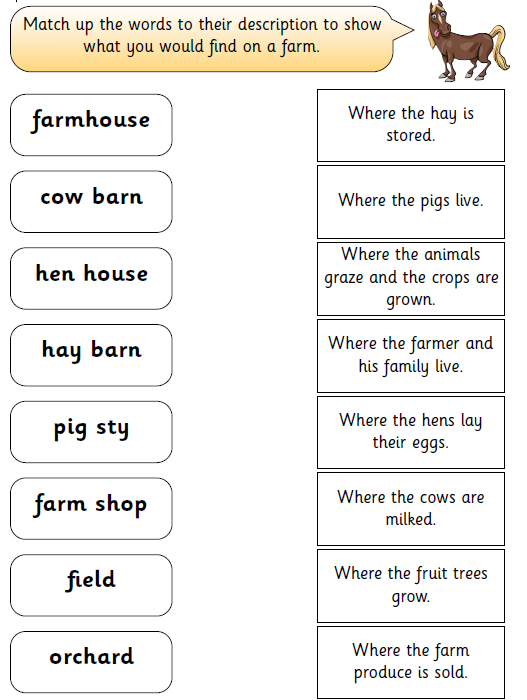 Match up the words to their description to show
what you would find on a farm.
farmhouse
Where the hay is
stored.
cow barn
Where the pigs live.
hen house
Where the animals
graze and the crops are
grown.
hay barn
Where the farmer and
his family live.
pig sty
Where the hens lay
their eggs.
farm shop
Where the cows are
milked.
field
Where the fruit trees
grow.
orchard
Where the farm
produce is sold.